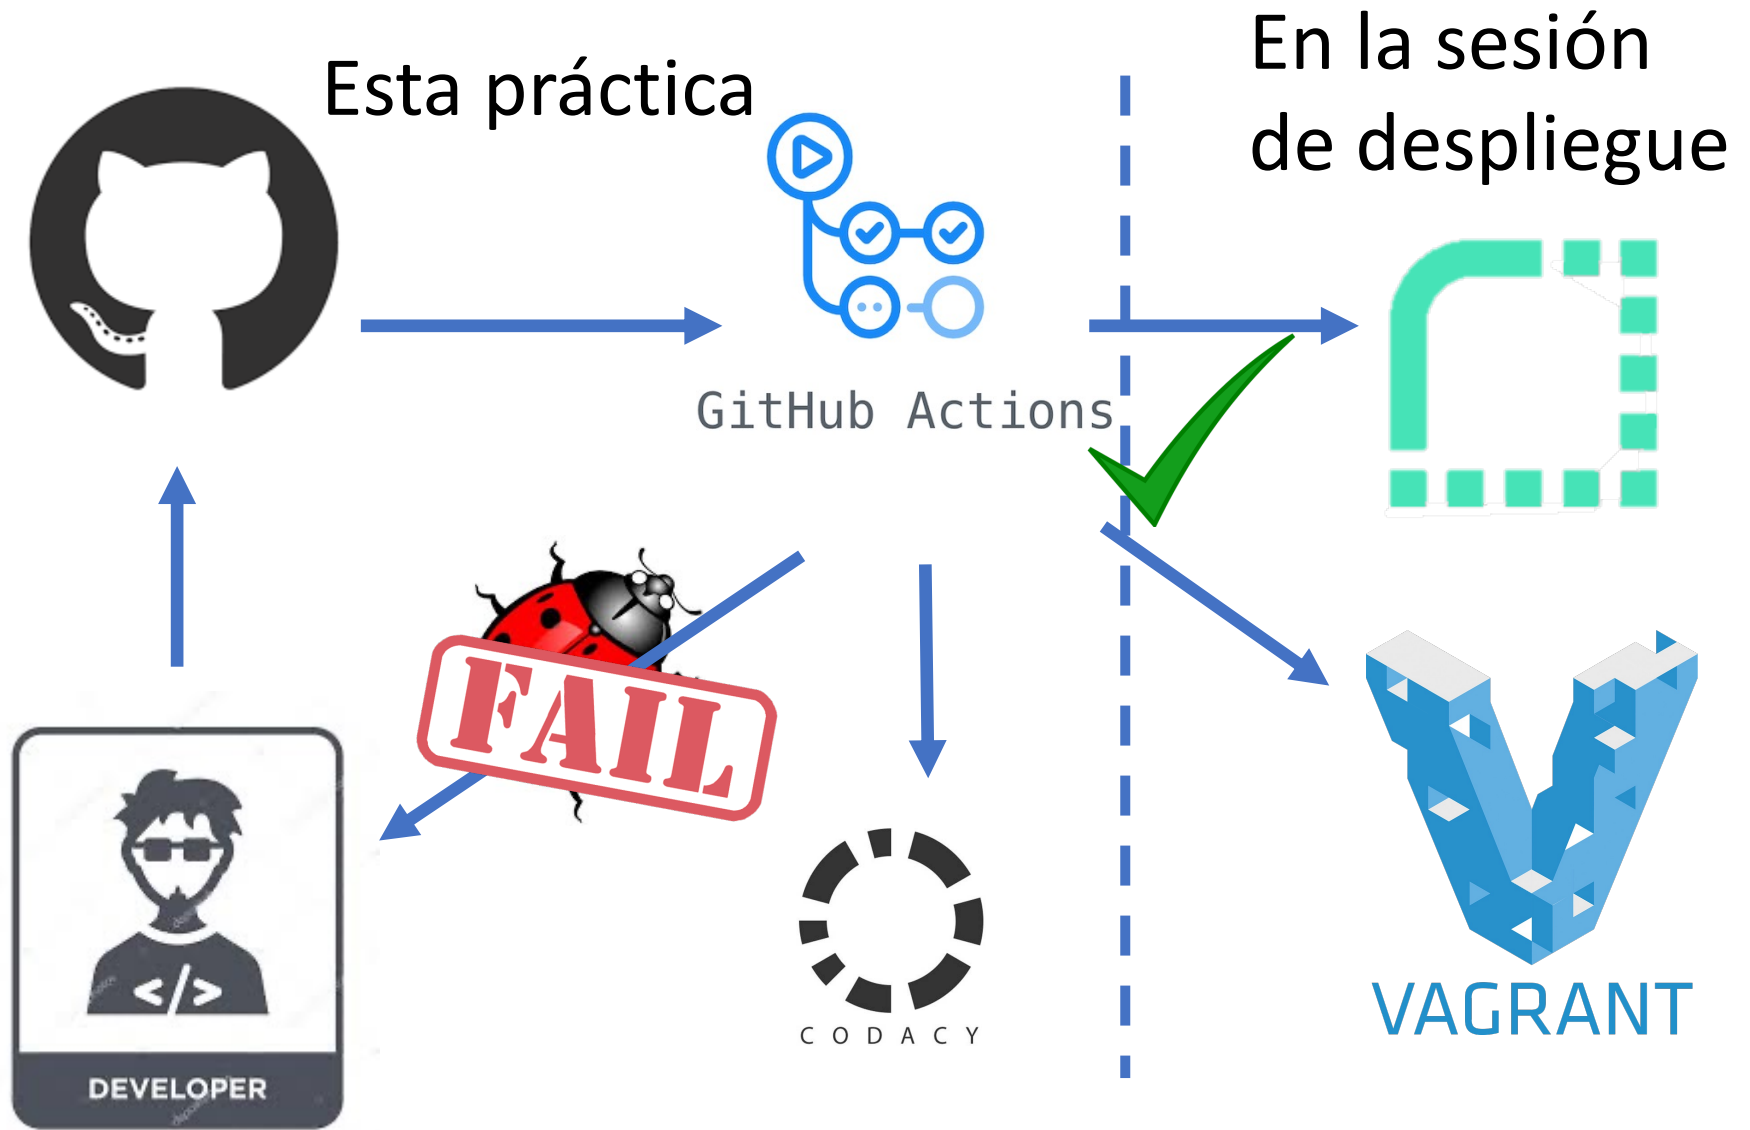 Esta práctica
En la sesión
de despliegue
GitHub Actions
FAIL
</>
CODACY
VAGRANT
DEVELOPER